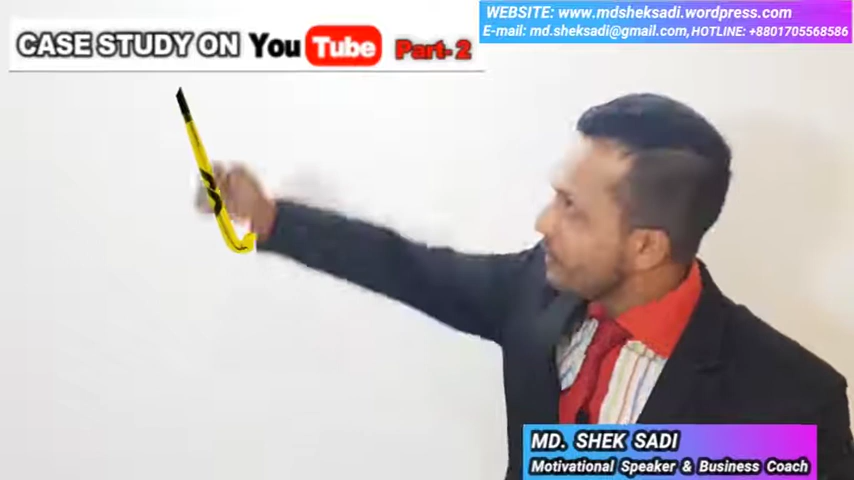 CASE STUDY ON YouTube Part- 2
WEBSITE: www.mdsheksadi.wordpress.com
E-mail: md.sheksadi@gmail.com,HOTLINE: +8801705568586
MD. SHEK SADI
Motivational Speaker & Business Coach